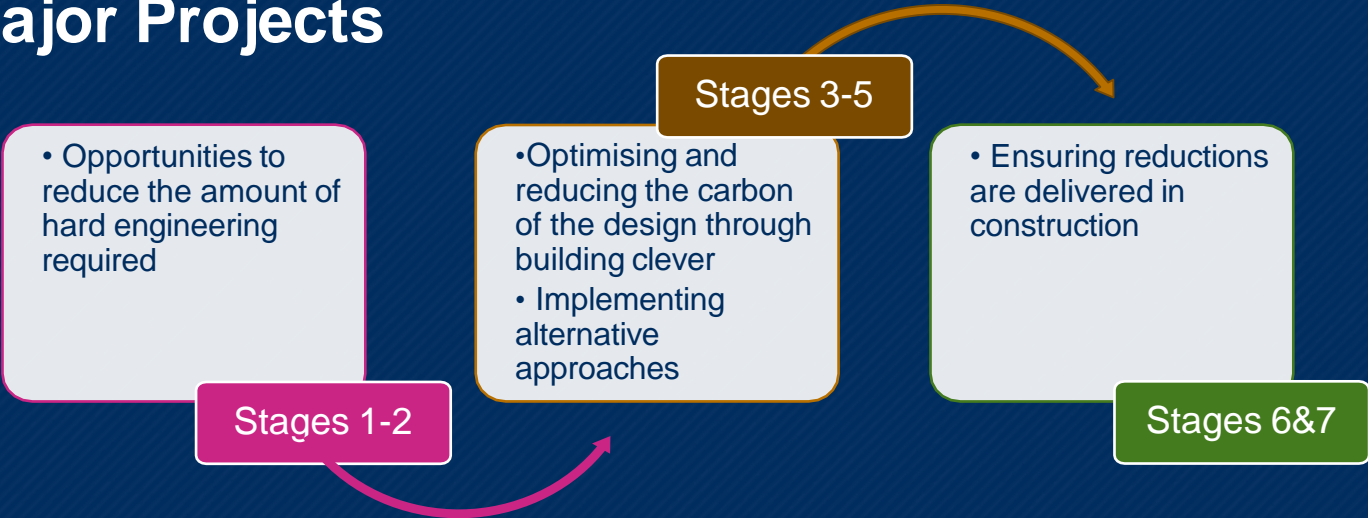 ajor Projects
• Opportunities to
reduce the amount of
hard engineering
required
Stages 1-2
Stages 3-5
•Optimising and
reducing the carbon
of the design through
building clever
• Implementing
alternative
approaches
• Ensuring reductions
are delivered in
construction
Stages 6&7